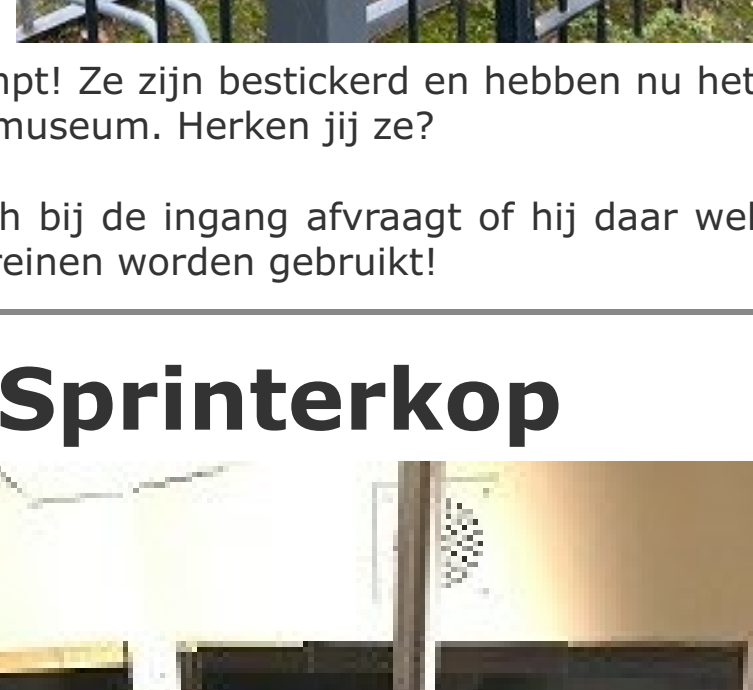 mpt! Ze zijn bestickerd en hebben nu het
museum. Herken jij ze?
h bij de ingang afvraagt of hij daar wel
reinen worden gebruikt!
Sprinterkop